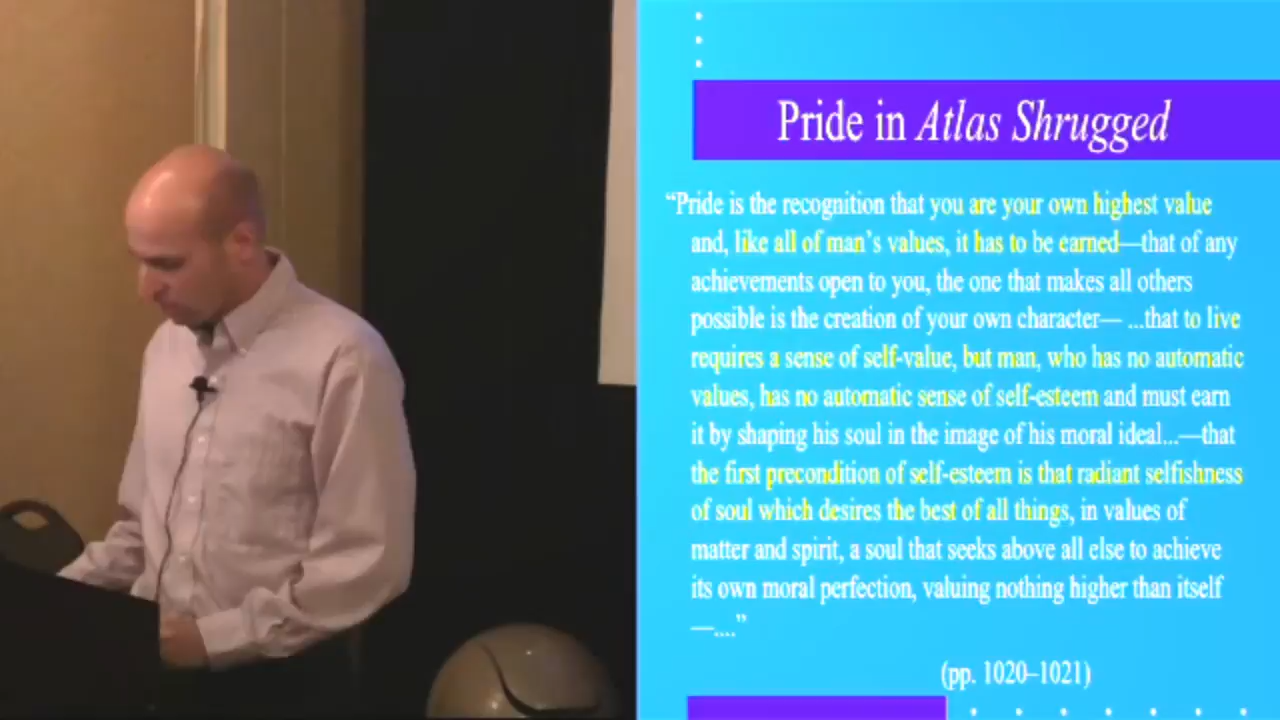 Pride in Atlas Shrugged
“Pride is the recognition that you are your own highest value
and, like all of man’s values, it has to be earned—that of any
achievements open to you, the one that makes all others
possible is the creation of your own character— ...that to live
requires a sense of self-value, but man, who has no automatic
values, has no automatic sense of self-esteem and must earn
it by shaping his soul in the image of his moral ideal...—that
the first precondition of self-esteem is that radiant selfishness
of soul which desires the best of all things, in values of
matter and spirit, a soul that seeks above all else to achieve
its own moral perfection, valuing nothing higher than itself
—....”
(pp. 1020–1021)